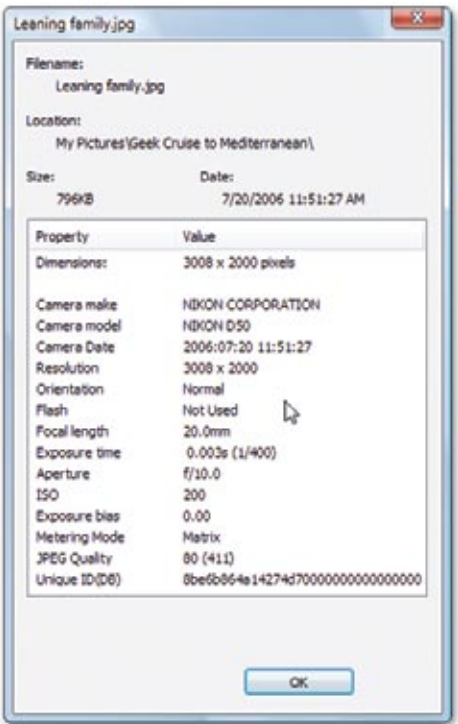 Leaning family.jpg
Filename:
Leaning family.jpg
Location:
My Pictures\Geek Cruise to Mediterranean\
Size: Date:
796KB 7/20/2006 11:51:27 AM
Property Value
Dimensions: 3008 x 2000 pixels
Camera make NIKON CORPORATION
Camera model NIKON D50
Camera Date 2006:07:20 11:51:27
Resolution 3008 x 2000
Orientation Normal
Flash Not Used
Focal length 20.0mm
Exposure time 0.003s (1/400)
Aperture f/10.0
ISO 200
Exposure bias 0.00
Metering Mode Matrix
JPEG Quality 80 (411)
Unique ID(DB) 8be6b864a14274d70000000000000000
OK